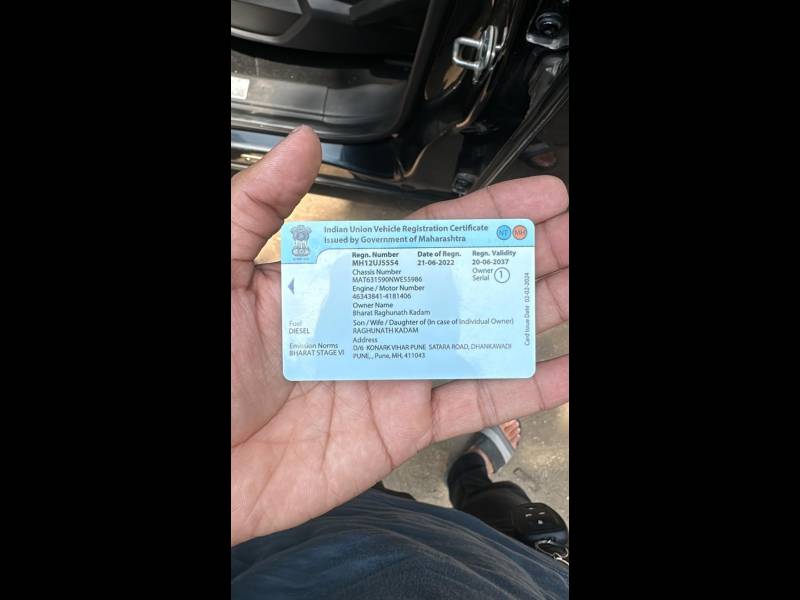 Indian Union Vehicle Registration Certificate
Issued by Government of Maharashtra
NT MH
Regn. Number Date of Regn. Regn. Validity
MH12UJ5554 21-06-2022 20-06-2037
Chassis Number
MAT631590NWE55986
Owner Serial 1
Engine / Motor Number
46343841-4181406
Owner Name
Bharat Raghunath Kadam
Fuel
DIESEL
Son / Wife / Daughter of (In case of Individual Owner)
RAGHUNATH KADAM
Emission Norms
BHARAT STAGE VI
Address
D/6 KONARK VIHAR PUNE SATARA ROAD, DHANKAWADI
PUNE, , Pune, MH, 411043
Card Issue Date 02-02-2024